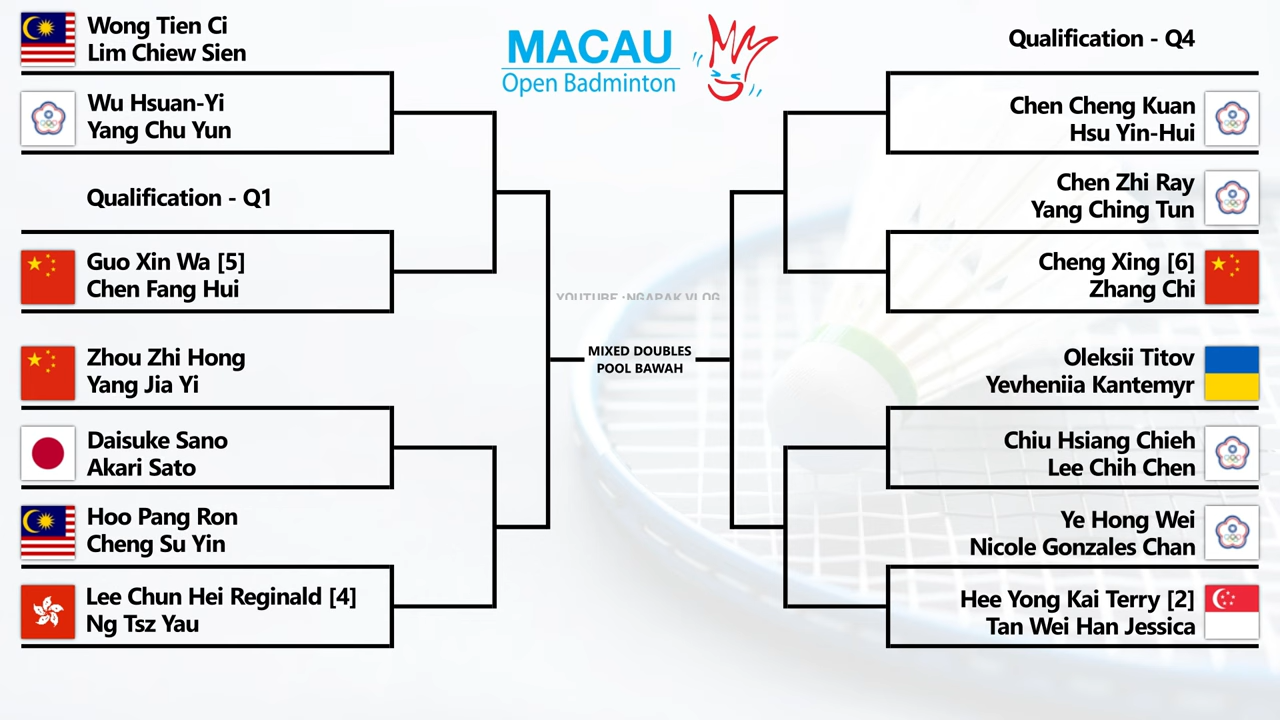 Wong Tien Ci
Lim Chiew Sien
Wu Hsuan-Yi
Yang Chu Yun
Qualification - Q1
Guo Xin Wa [5]
Chen Fang Hui
Zhou Zhi Hong
Yang Jia Yi
Daisuke Sano
Akari Sato
Hoo Pang Ron
Cheng Su Yin
Lee Chun Hei Reginald [4]
Ng Tsz Yau
MACAU
Open Badminton
YOUTUBE :NGAPAK VLOG
MIXED DOUBLES
POOL BAWAH
Qualification - Q4
Chen Cheng Kuan
Hsu Yin-Hui
Chen Zhi Ray
Yang Ching Tun
Cheng Xing [6]
Zhang Chi
Oleksii Titov
Yevheniia Kantemyr
Chiu Hsiang Chieh
Lee Chih Chen
Ye Hong Wei
Nicole Gonzales Chan
Hee Yong Kai Terry [2]
Tan Wei Han Jessica